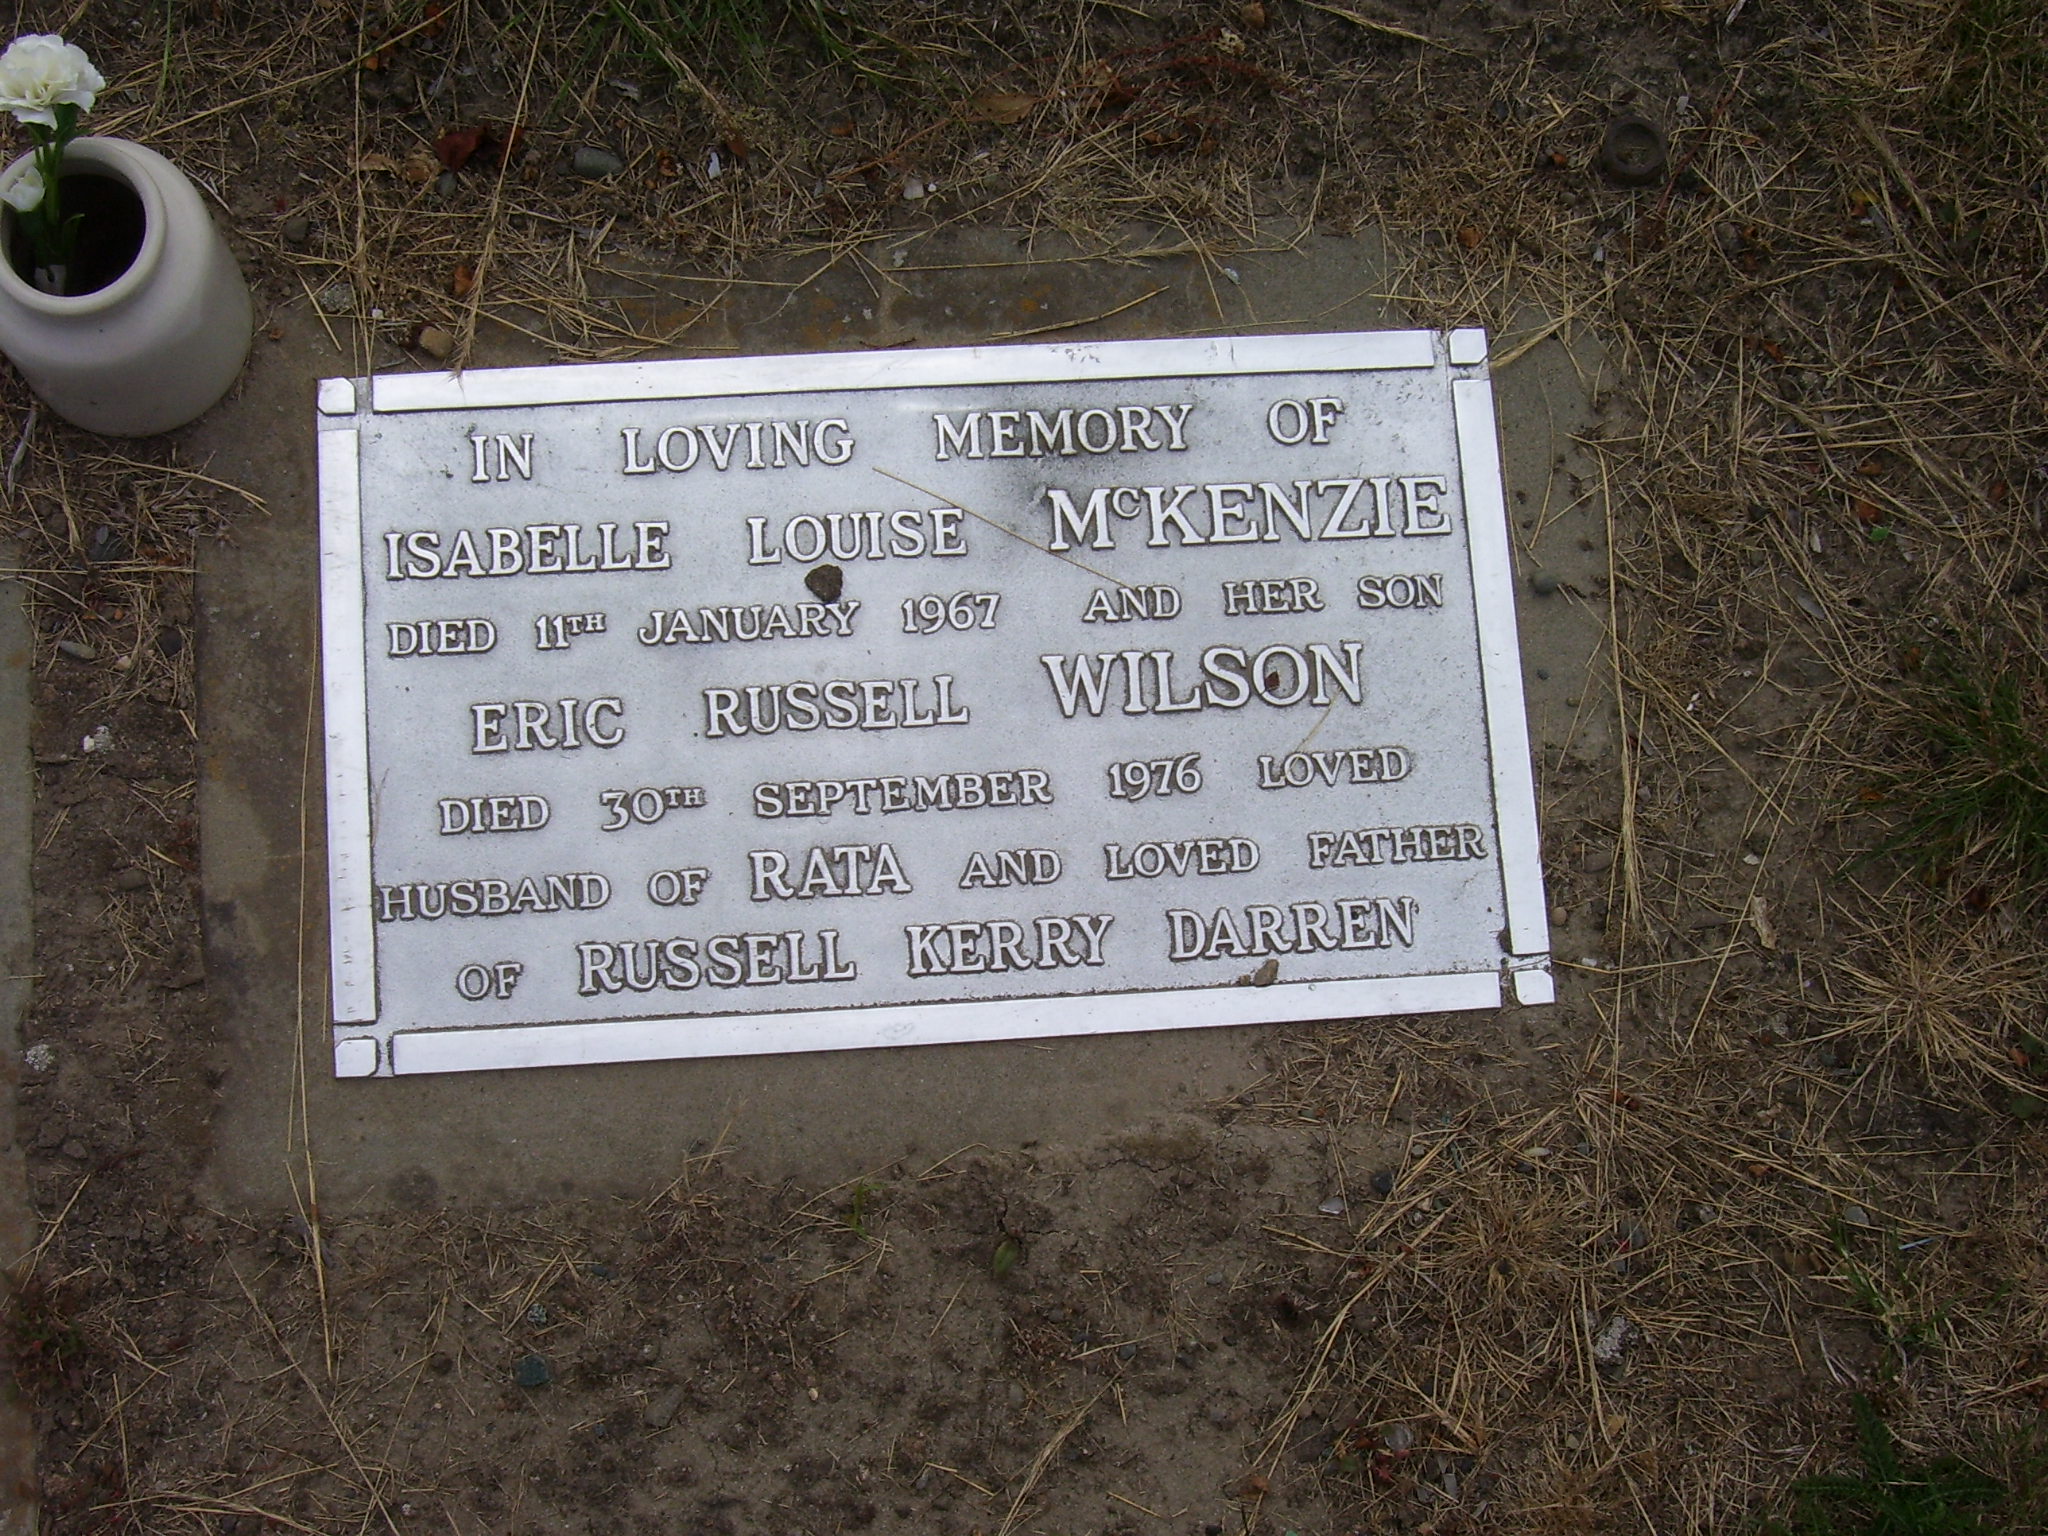 IN LOVING MEMORY OF
ISABELLE LOUISE McKENZIE
DIED 11TH JANUARY 1967 AND HER SON
ERIC RUSSELL WILSON
DIED 30TH SEPTEMBER 1976 LOVED
HUSBAND OF RATA AND LOVED FATHER
OF RUSSELL KERRY DARREN